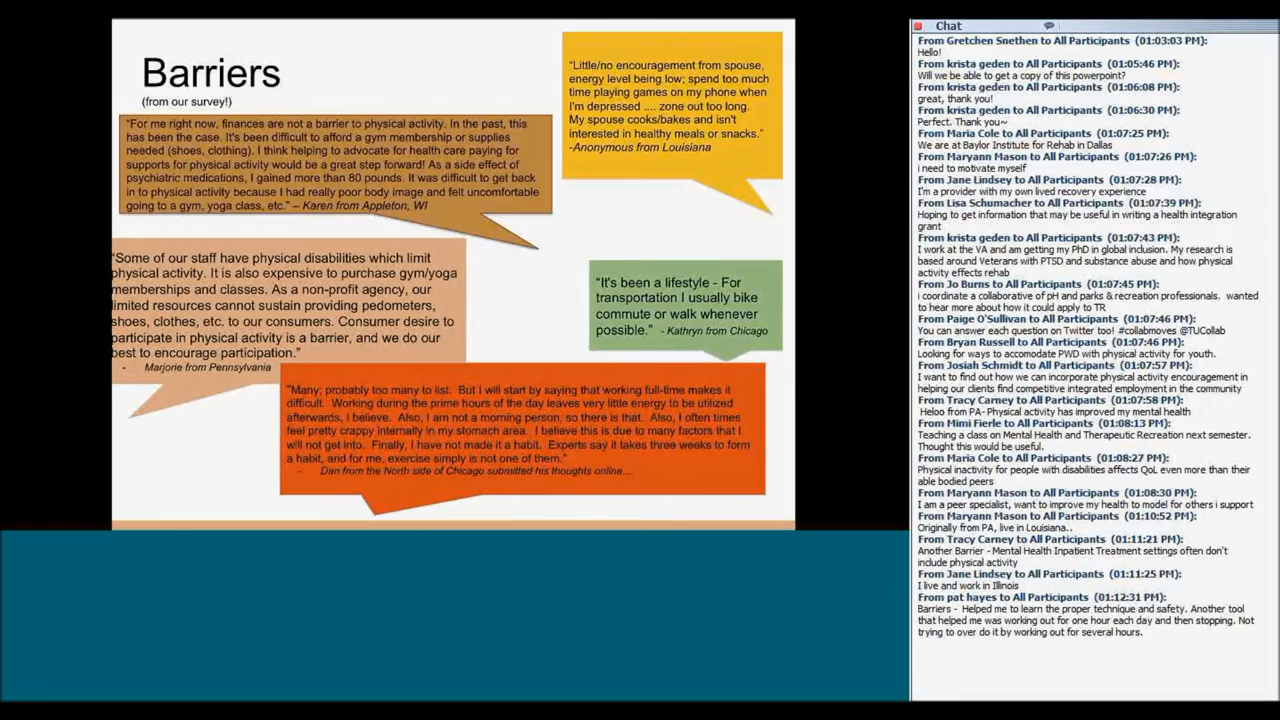 Barriers
(from our survey!)
"For me right now, finances are not a barrier to physical activity. In the past, this
has been the case. It's been difficult to afford a gym membership or supplies
needed (shoes, clothing). I think helping to advocate for health care paying for
supports for physical activity would be a great step forward! As a side effect of
psychiatric medications, I gained more than 80 pounds. It was difficult to get back
in to physical activity because I had really poor body image and felt uncomfortable
going to a gym, yoga class, etc." – Karen from Appleton, WI
"Little/no encouragement from spouse,
energy level being low; spend too much
time playing games on my phone when
I'm depressed .... zone out too long.
My spouse cooks/bakes and isn't
interested in healthy meals or snacks."
-Anonymous from Louisiana
"Some of our staff have physical disabilities which limit
physical activity. It is also expensive to purchase gym/yoga
memberships and classes. As a non-profit agency, our
limited resources cannot sustain providing pedometers,
shoes, clothes, etc. to our consumers. Consumer desire to
participate in physical activity is a barrier, and we do our
best to encourage participation."
- Marjorie from Pennsylvania
"It's been a lifestyle - For
transportation I usually bike
commute or walk whenever
possible." - Kathryn from Chicago
"Many; probably too many to list. But I will start by saying that working full-time makes it
difficult. Working during the prime hours of the day leaves very little energy to be utilized
afterwards, I believe. Also, I am not a morning person, so there is that. Also, I often times
feel pretty crappy internally in my stomach area. I believe this is due to many factors that I
will not get into. Finally, I have not made it a habit. Experts say it takes three weeks to form
a habit, and for me, exercise simply is not one of them."
- Dan from the North side of Chicago submitted his thoughts online....
Chat
From Gretchen Snethen to All Participants (01:03:03 PM):
Hello!
From krista geden to All Participants (01:05:46 PM):
Will we be able to get a copy of this powerpoint?
From krista geden to All Participants (01:06:08 PM):
great, thank you!
From krista geden to All Participants (01:06:30 PM):
Perfect. Thank you~
From Maria Cole to All Participants (01:07:25 PM):
We are at Baylor Institute for Rehab in Dallas
From Maryann Mason to All Participants (01:07:26 PM):
i need to motivate myself
From Jane Lindsey to All Participants (01:07:28 PM):
I'm a provider with my own lived recovery experience
From Lisa Schumacher to All Participants (01:07:39 PM):
Hoping to get information that may be useful in writing a health integration
grant
From krista geden to All Participants (01:07:43 PM):
I work at the VA and am getting my PhD in global inclusion. My research is
based around Veterans with PTSD and substance abuse and how physical
activity effects rehab
From Jo Burns to All Participants (01:07:45 PM):
i coordinate a collaborative of pH and parks & recreation professionals. wanted
to hear more about how it could apply to TR
From Paige O'Sullivan to All Participants (01:07:46 PM):
You can answer each question on Twitter too! #collabmoves @TUCollab
From Bryan Russell to All Participants (01:07:46 PM):
Looking for ways to accomodate PWD with physical activity for youth.
From Josiah Schmidt to All Participants (01:07:57 PM):
I want to find out how we can incorporate physical activity encouragement in
helping our clients find competitive integrated employment in the community
From Tracy Carney to All Participants (01:07:58 PM):
Heloo from PA- Physical activity has improved my mental health
From Mimi Fierle to All Participants (01:08:13 PM):
Teaching a class on Mental Health and Therapeutic Recreation next semester.
Thought this would be useful.
From Maria Cole to All Participants (01:08:27 PM):
Physical inactivity for people with disabilities affects QoL even more than their
able bodied peers
From Maryann Mason to All Participants (01:08:30 PM):
I am a peer specialist, want to improve my health to model for others i support
From Maryann Mason to All Participants (01:10:52 PM):
Originally from PA, live in Louisiana..
From Tracy Carney to All Participants (01:11:21 PM):
Another Barrier - Mental Health Inpatient Treatment settings often don't
include physical activity
From Jane Lindsey to All Participants (01:11:25 PM):
I live and work in Illinois
From pat hayes to All Participants (01:12:31 PM):
Barriers - Helped me to learn the proper technique and safety. Another tool
that helped me was working out for one hour each day and then stopping. Not
trying to over do it by working out for several hours.